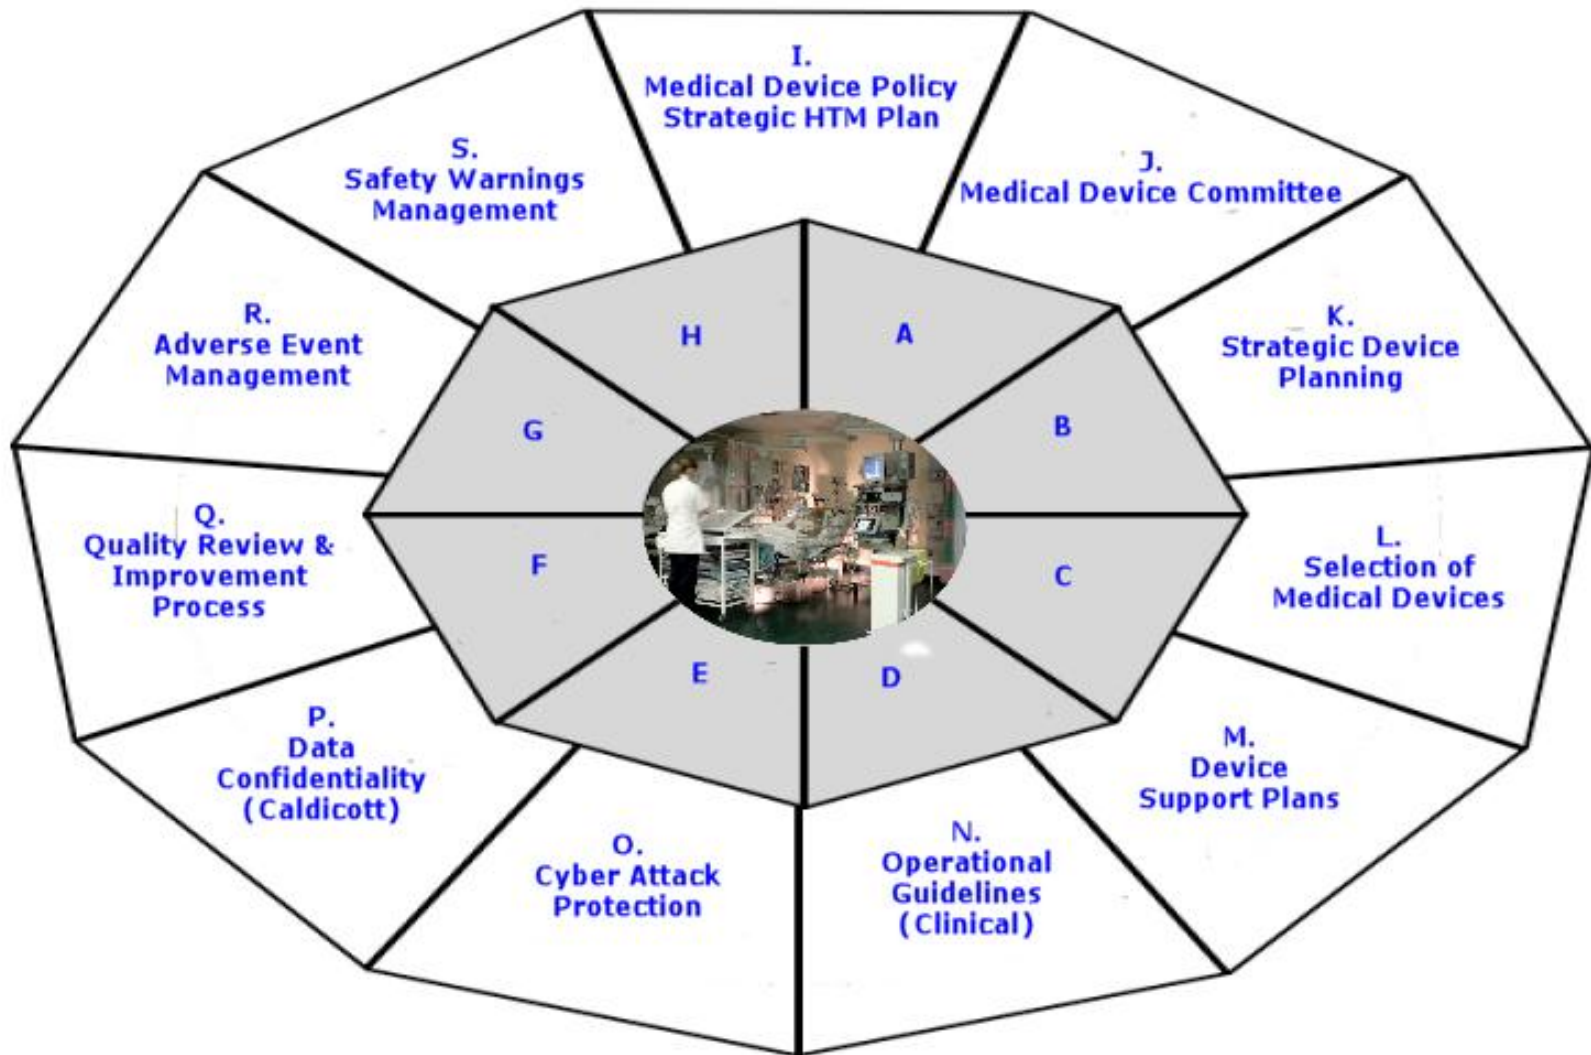 I.
Medical Device Policy
Strategic HTM Plan
J.
Medical Device Committee
K.
Strategic Device
Planning
L.
Selection of
Medical Devices
M.
Device
Support Plans
N.
Operational
Guidelines
(Clinical)
O.
Cyber Attack
Protection
P.
Data
Confidentiality
(Caldicott)
Q.
Quality Review &
Improvement
Process
R.
Adverse Event
Management
S.
Safety Warnings
Management
A
B
C
D
E
F
G
H